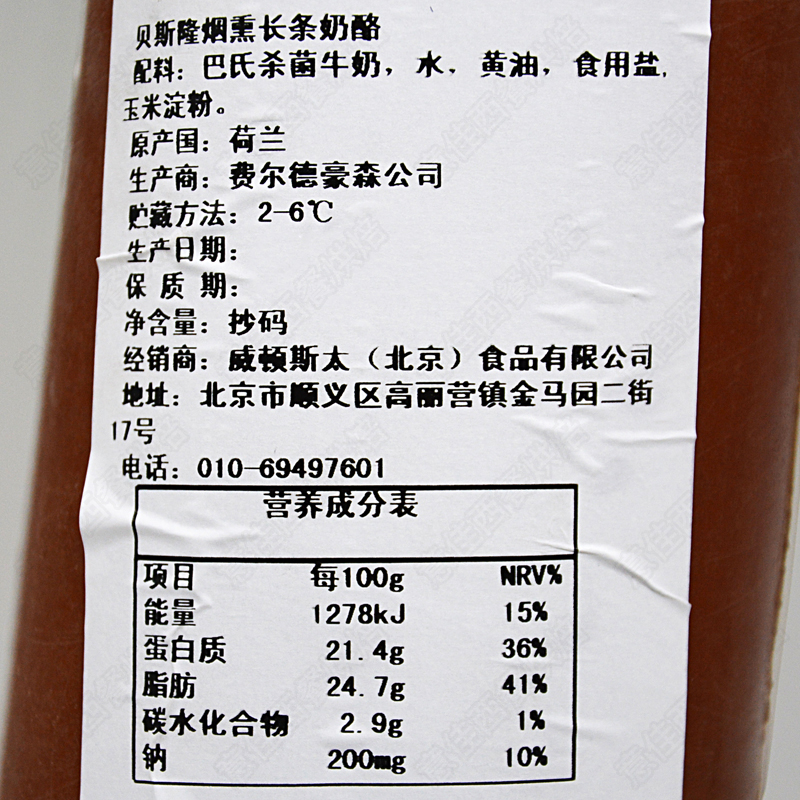 贝斯隆烟熏长条奶酪
配料：巴氏杀菌牛奶，水，黄油，食用盐，
玉米淀粉。
原产国：荷兰
生产商：费尔德豪森公司
贮藏方法：2-6℃
生产日期：
保 质 期：
净含量：抄码
经销商：威顿斯太（北京）食品有限公司
地址：北京市顺义区高丽营镇金马园二街
17号
电话：010-69497601
营养成分表
项目 每100g NRV%
能量 1278kJ 15%
蛋白质 21.4g 36%
脂肪 24.7g 41%
碳水化合物 2.9g 1%
钠 200mg 10%